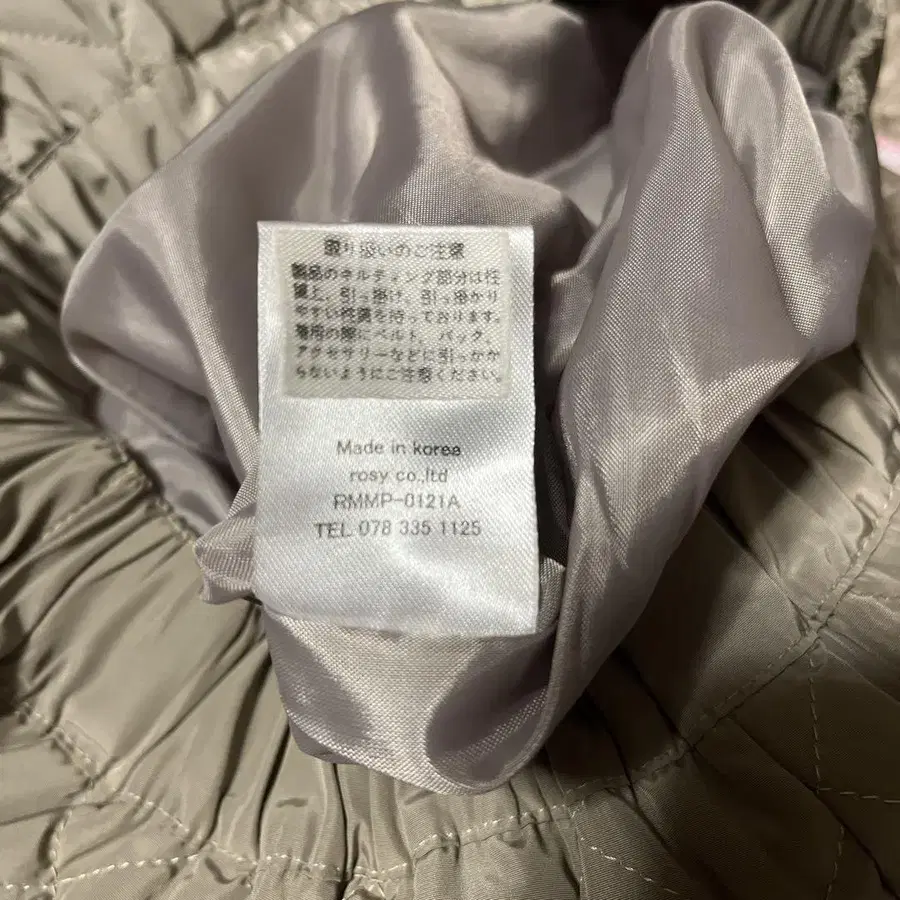 取り扱いのご注意
製品のキルティング部分は性
質上、引っ掛け、引っ掛かり
やすい性質を持っております。
着用の際にベルト、バック、
アクセサリーなどに引っかか
らないようにご注意ください。
Made in korea
rosy co.,ltd
RMMP-0121A
TEL 078 335 1125